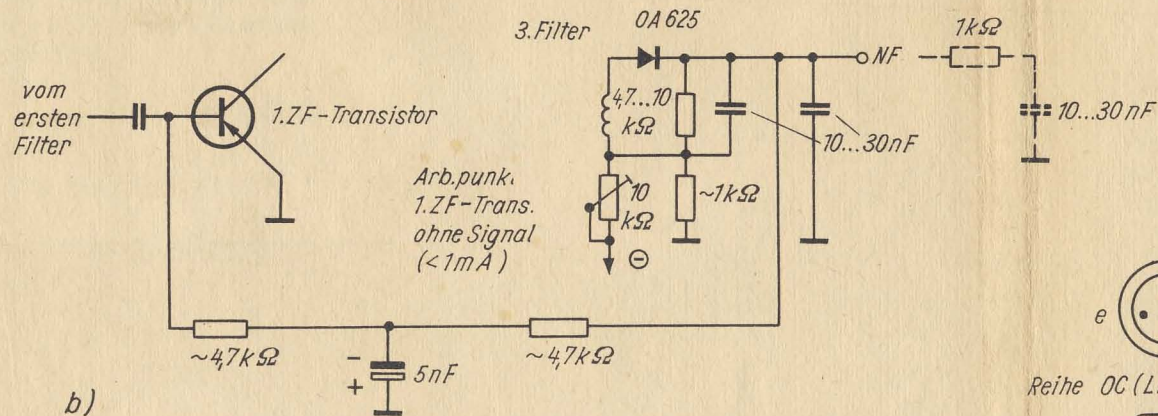 vom
ersten
Filter
1.ZF-Transistor
3.Filter
OA 625
4,7...10
kΩ
10...30nF
NF
1kΩ
10...30nF
Arb.punkt
1.ZF-Trans.
ohne Signal
(<1mA)
10
kΩ
~1kΩ
⊖
~4,7kΩ
-
+
5nF
~4,7kΩ
b)
e
Reihe OC (L